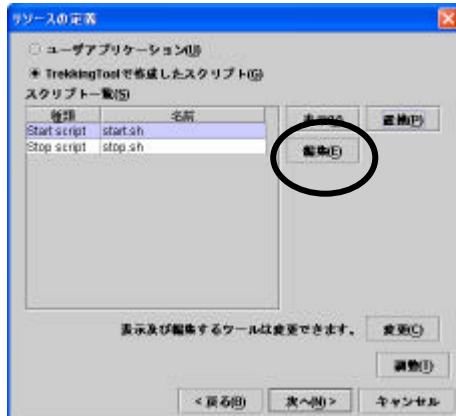 リソースの定義
ユーザアプリケーション(U)
TrekkingToolで作成したスクリプト(G)
スクリプト一覧(S)
種類 名前
Start script start.sh
Stop script stop.sh
置換(P)
編集(E)
表示及び編集するツールは変更できます。 変更(C)
調整(T)
< 戻る(B) 次へ(N) > キャンセル